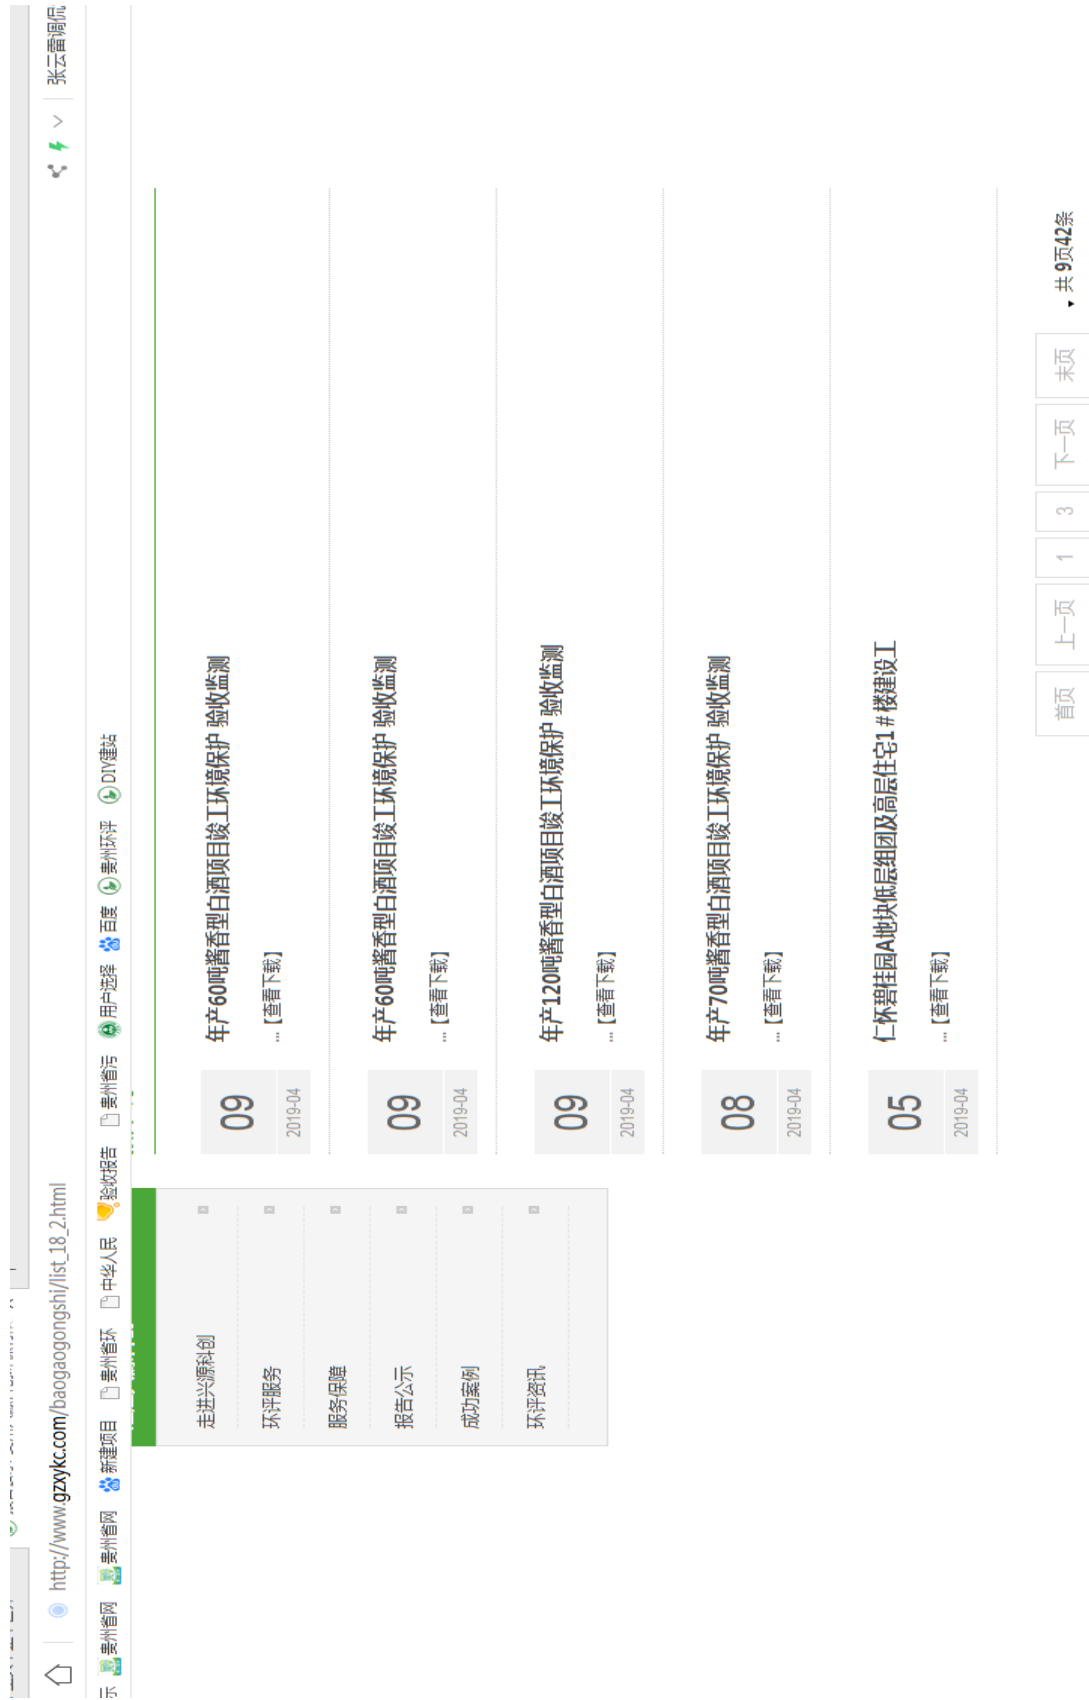 http://www.gzxykc.com/baogaogongshi/list_18_2.html
张云雷调侃
示 贵州省网 贵州省网 新建项目 贵州省环 中华人民 验收报告 贵州省污 用户选择 百度 贵州环评 DIY建站
走进兴源科创
环评服务
服务保障
报告公示
成功案例
环评资讯
09
2019-04
年产60吨酱香型白酒项目竣工环境保护 验收监测
... 【查看下载】
09
2019-04
年产60吨酱香型白酒项目竣工环境保护 验收监测
... 【查看下载】
09
2019-04
年产120吨酱香型白酒项目竣工环境保护 验收监测
... 【查看下载】
08
2019-04
年产70吨酱香型白酒项目竣工环境保护 验收监测
... 【查看下载】
05
2019-04
仁怀碧桂园A地块低层组团及高层住宅1＃楼建设工
... 【查看下载】
首页 上一页 1 3 下一页 末页 共 9页42条